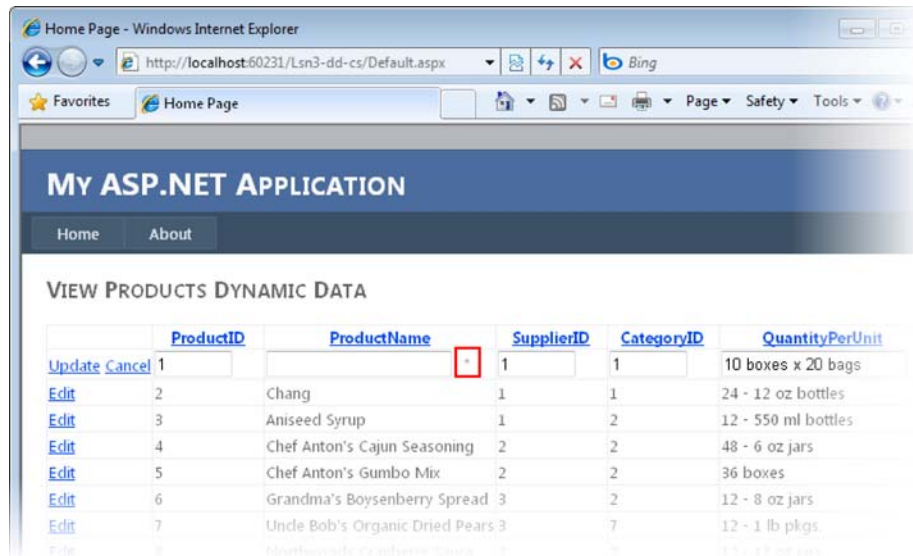 Home Page - Windows Internet Explorer
http://localhost:60231/Lsn3-dd-cs/Default.aspx Bing
Favorites Home Page Page Safety Tools
MY ASP.NET APPLICATION
Home About
VIEW PRODUCTS DYNAMIC DATA
ProductID ProductName SupplierID CategoryID QuantityPerUnit
Update Cancel 1 * 1 1 10 boxes x 20 bags
Edit 2 Chang 1 1 24 - 12 oz bottles
Edit 3 Aniseed Syrup 1 2 12 - 550 ml bottles
Edit 4 Chef Anton's Cajun Seasoning 2 2 48 - 6 oz jars
Edit 5 Chef Anton's Gumbo Mix 2 2 36 boxes
Edit 6 Grandma's Boysenberry Spread 3 2 12 - 8 oz jars
Edit 7 Uncle Bob's Organic Dried Pears 3 7 12 - 1 lb pkgs.
Edit